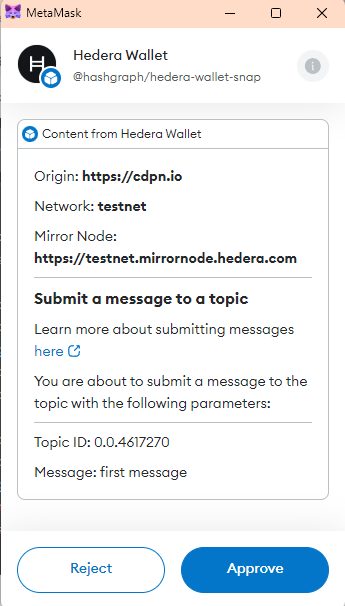 MetaMask
Hedera Wallet
@hashgraph/hedera-wallet-snap
Content from Hedera Wallet
Origin: https://cdpn.io
Network: testnet
Mirror Node:
https://testnet.mirrornode.hedera.com
Submit a message to a topic
Learn more about submitting messages
here
You are about to submit a message to the
topic with the following parameters:
Topic ID: 0.0.4617270
Message: first message
Reject
Approve